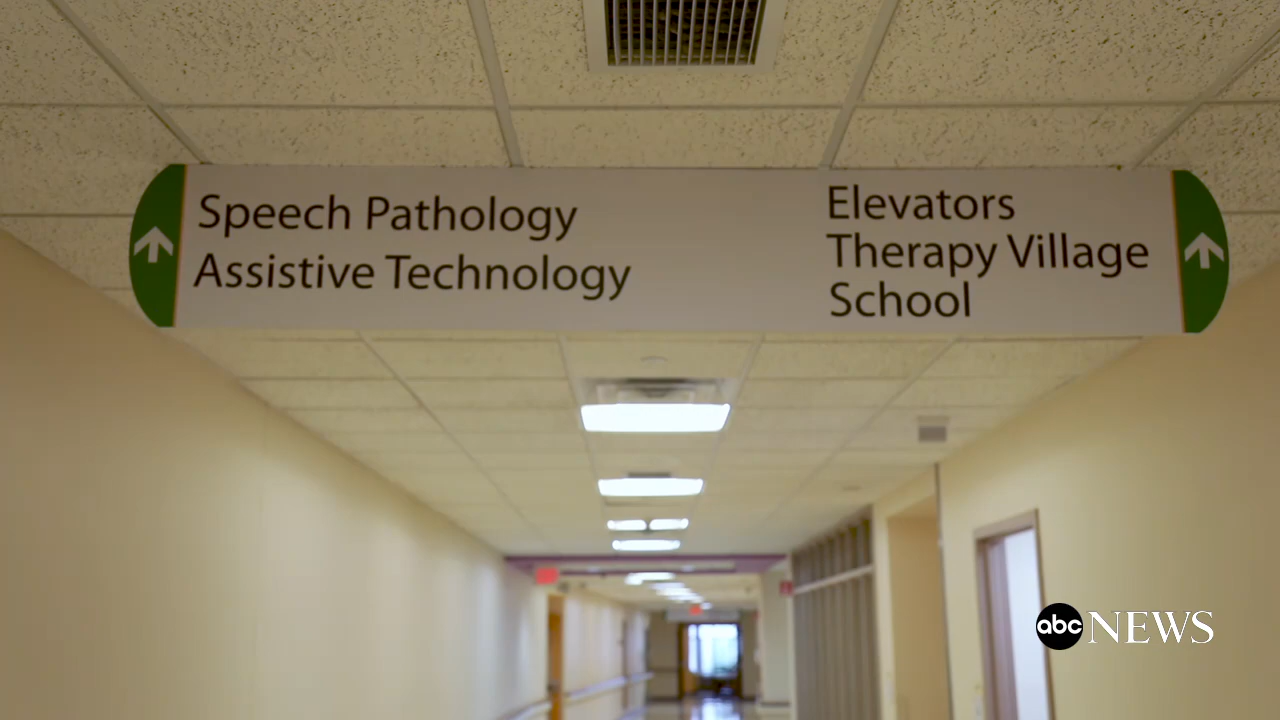 Speech Pathology
Assistive Technology
Elevators
Therapy Village
School
abc NEWS